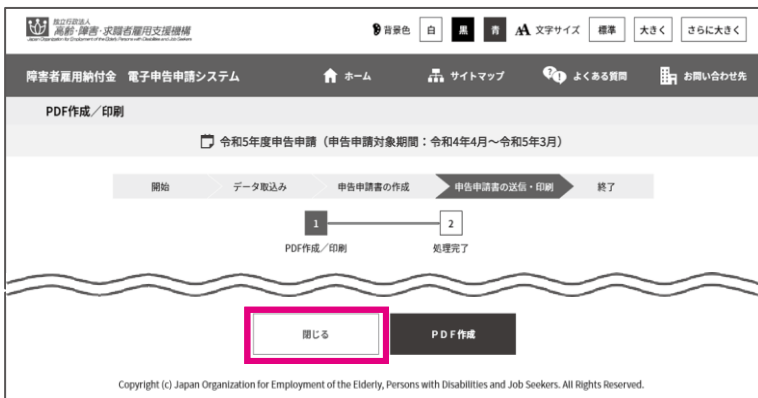 独立行政法人
高齢・障害・求職者雇用支援機構
Japan Organization for Employment of the Elderly, Persons with Disabilities and Job Seekers
背景色 白 黒 青 AA 文字サイズ 標準 大きく さらに大きく
障害者雇用納付金 電子申告申請システム ホーム サイトマップ よくある質問 お問い合わせ先
PDF作成／印刷
令和5年度申告申請（申告申請対象期間：令和4年4月～令和5年3月）
開始 データ取込み 申告申請書の作成 申告申請書の送信・印刷 終了
1 2
PDF作成／印刷 処理完了
閉じる PDF作成
Copyright (c) Japan Organization for Employment of the Elderly, Persons with Disabilities and Job Seekers. All Rights Reserved.